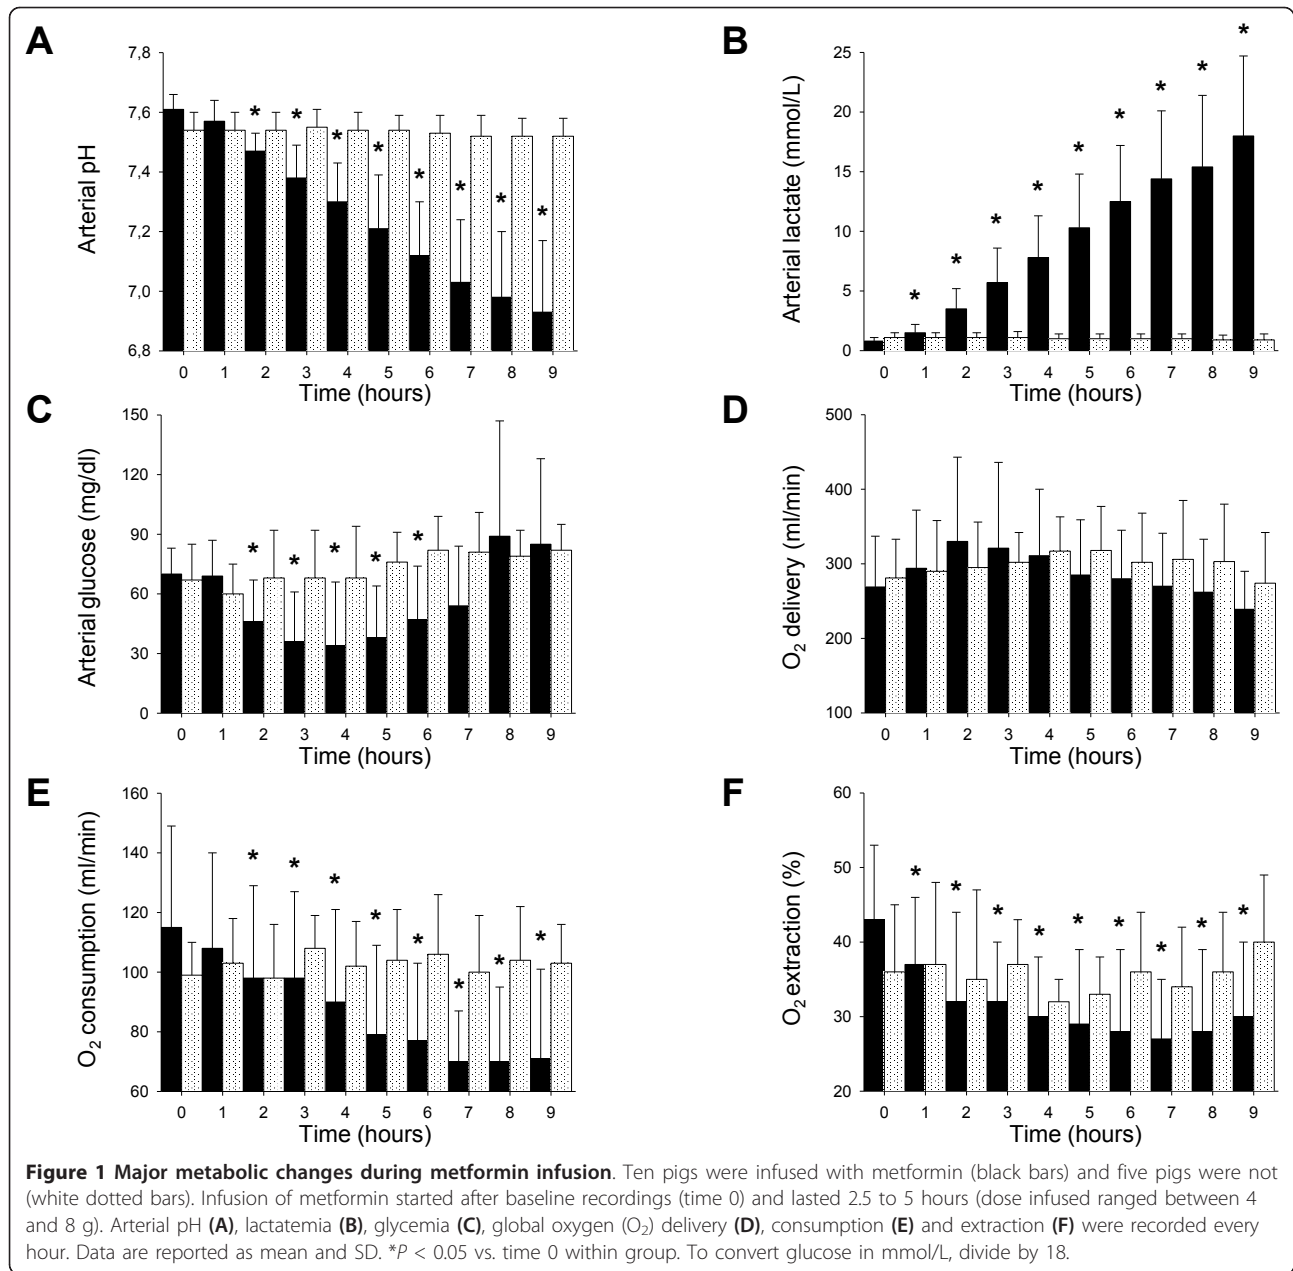 A
7,8
7,6
7,4
7,2
7,0
6,8
Arterial pH
* * * * * * * *
0 1 2 3 4 5 6 7 8 9
Time (hours)
B
25
20
15
10
5
0
Arterial lactate (mmol/L)
* * * * * * * * *
0 1 2 3 4 5 6 7 8 9
Time (hours)
C
150
120
90
60
30
0
Arterial glucose (mg/dl)
* * * * *
0 1 2 3 4 5 6 7 8 9
Time (hours)
D
500
400
300
200
100
O₂ delivery (ml/min)
0 1 2 3 4 5 6 7 8 9
Time (hours)
E
160
140
120
100
80
60
O₂ consumption (ml/min)
* * * * * * * *
0 1 2 3 4 5 6 7 8 9
Time (hours)
F
60
50
40
30
20
O₂ extraction (%)
* * * * * * * * *
0 1 2 3 4 5 6 7 8 9
Time (hours)
Figure 1 Major metabolic changes during metformin infusion. Ten pigs were infused with metformin (black bars) and five pigs were not
(white dotted bars). Infusion of metformin started after baseline recordings (time 0) and lasted 2.5 to 5 hours (dose infused ranged between 4
and 8 g). Arterial pH (A), lactatemia (B), glycemia (C), global oxygen (O₂) delivery (D), consumption (E) and extraction (F) were recorded every
hour. Data are reported as mean and SD. *P < 0.05 vs. time 0 within group. To convert glucose in mmol/L, divide by 18.